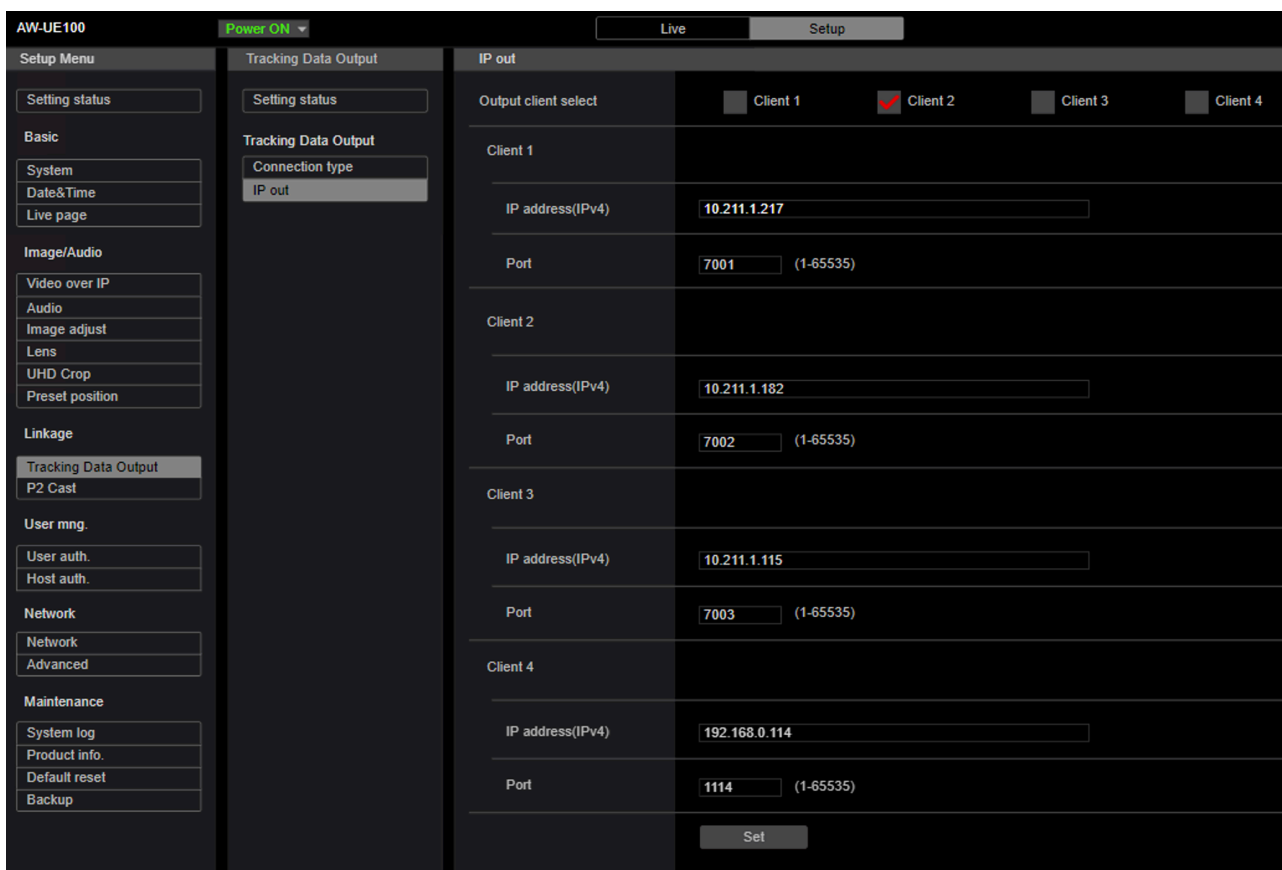 AW-UE100
Power ON
Live
Setup
Setup Menu
Setting status
Basic
System
Date&Time
Live page
Image/Audio
Video over IP
Audio
Image adjust
Lens
UHD Crop
Preset position
Linkage
Tracking Data Output
P2 Cast
User mng.
User auth.
Host auth.
Network
Network
Advanced
Maintenance
System log
Product info.
Default reset
Backup
Tracking Data Output
Setting status
Tracking Data Output
Connection type
IP out
IP out
Output client select
Client 1
Client 2
Client 3
Client 4
Client 1
IP address(IPv4)
10.211.1.217
Port
7001 (1-65535)
Client 2
IP address(IPv4)
10.211.1.182
Port
7002 (1-65535)
Client 3
IP address(IPv4)
10.211.1.115
Port
7003 (1-65535)
Client 4
IP address(IPv4)
192.168.0.114
Port
1114 (1-65535)
Set